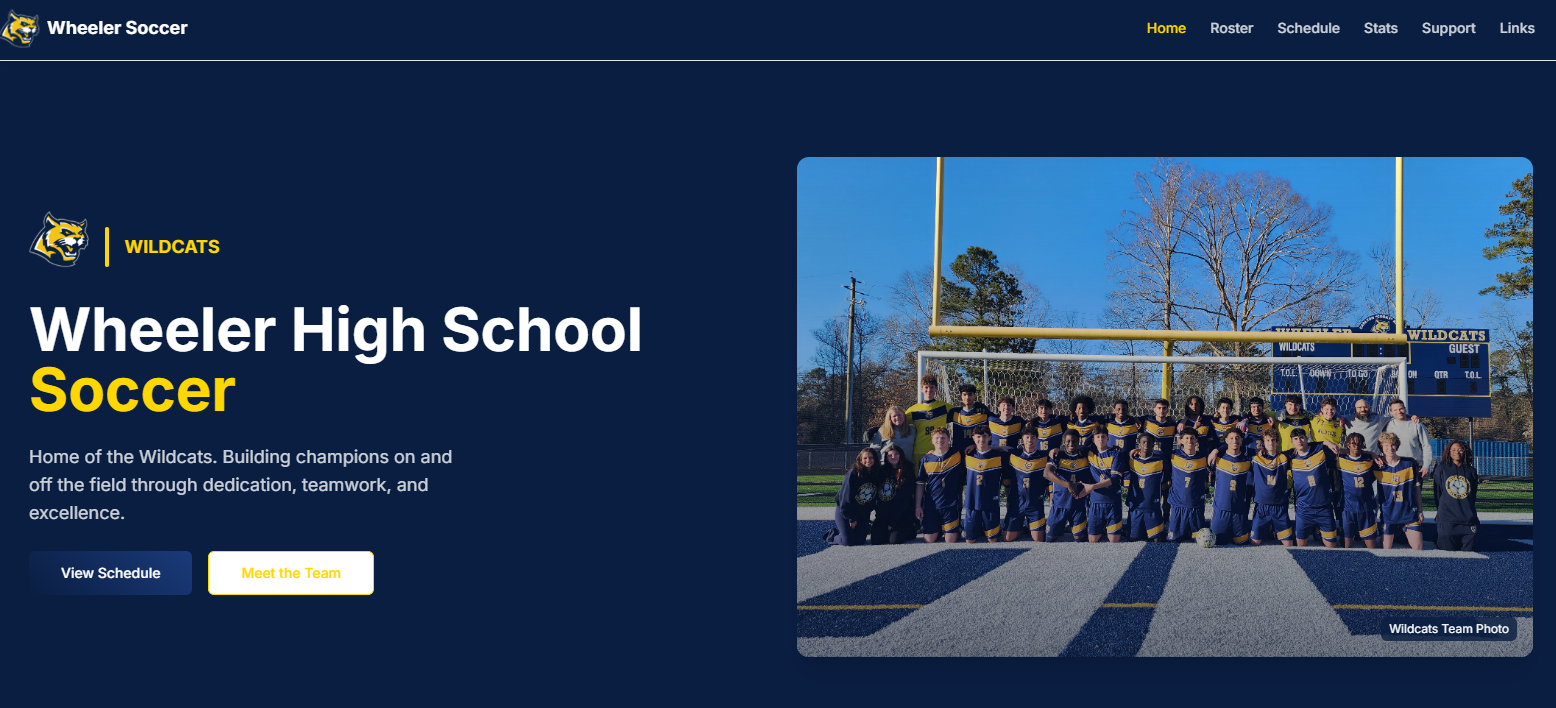 Wheeler Soccer
Home Roster Schedule Stats Support Links
WILDCATS
Wheeler High School
Soccer
Home of the Wildcats. Building champions on and
off the field through dedication, teamwork, and
excellence.
View Schedule Meet the Team
WHEELER WILDCATS
WILDCATS GUEST
T.O.L. DOWN TO GO QTR T.O.L.
Wildcats Team Photo